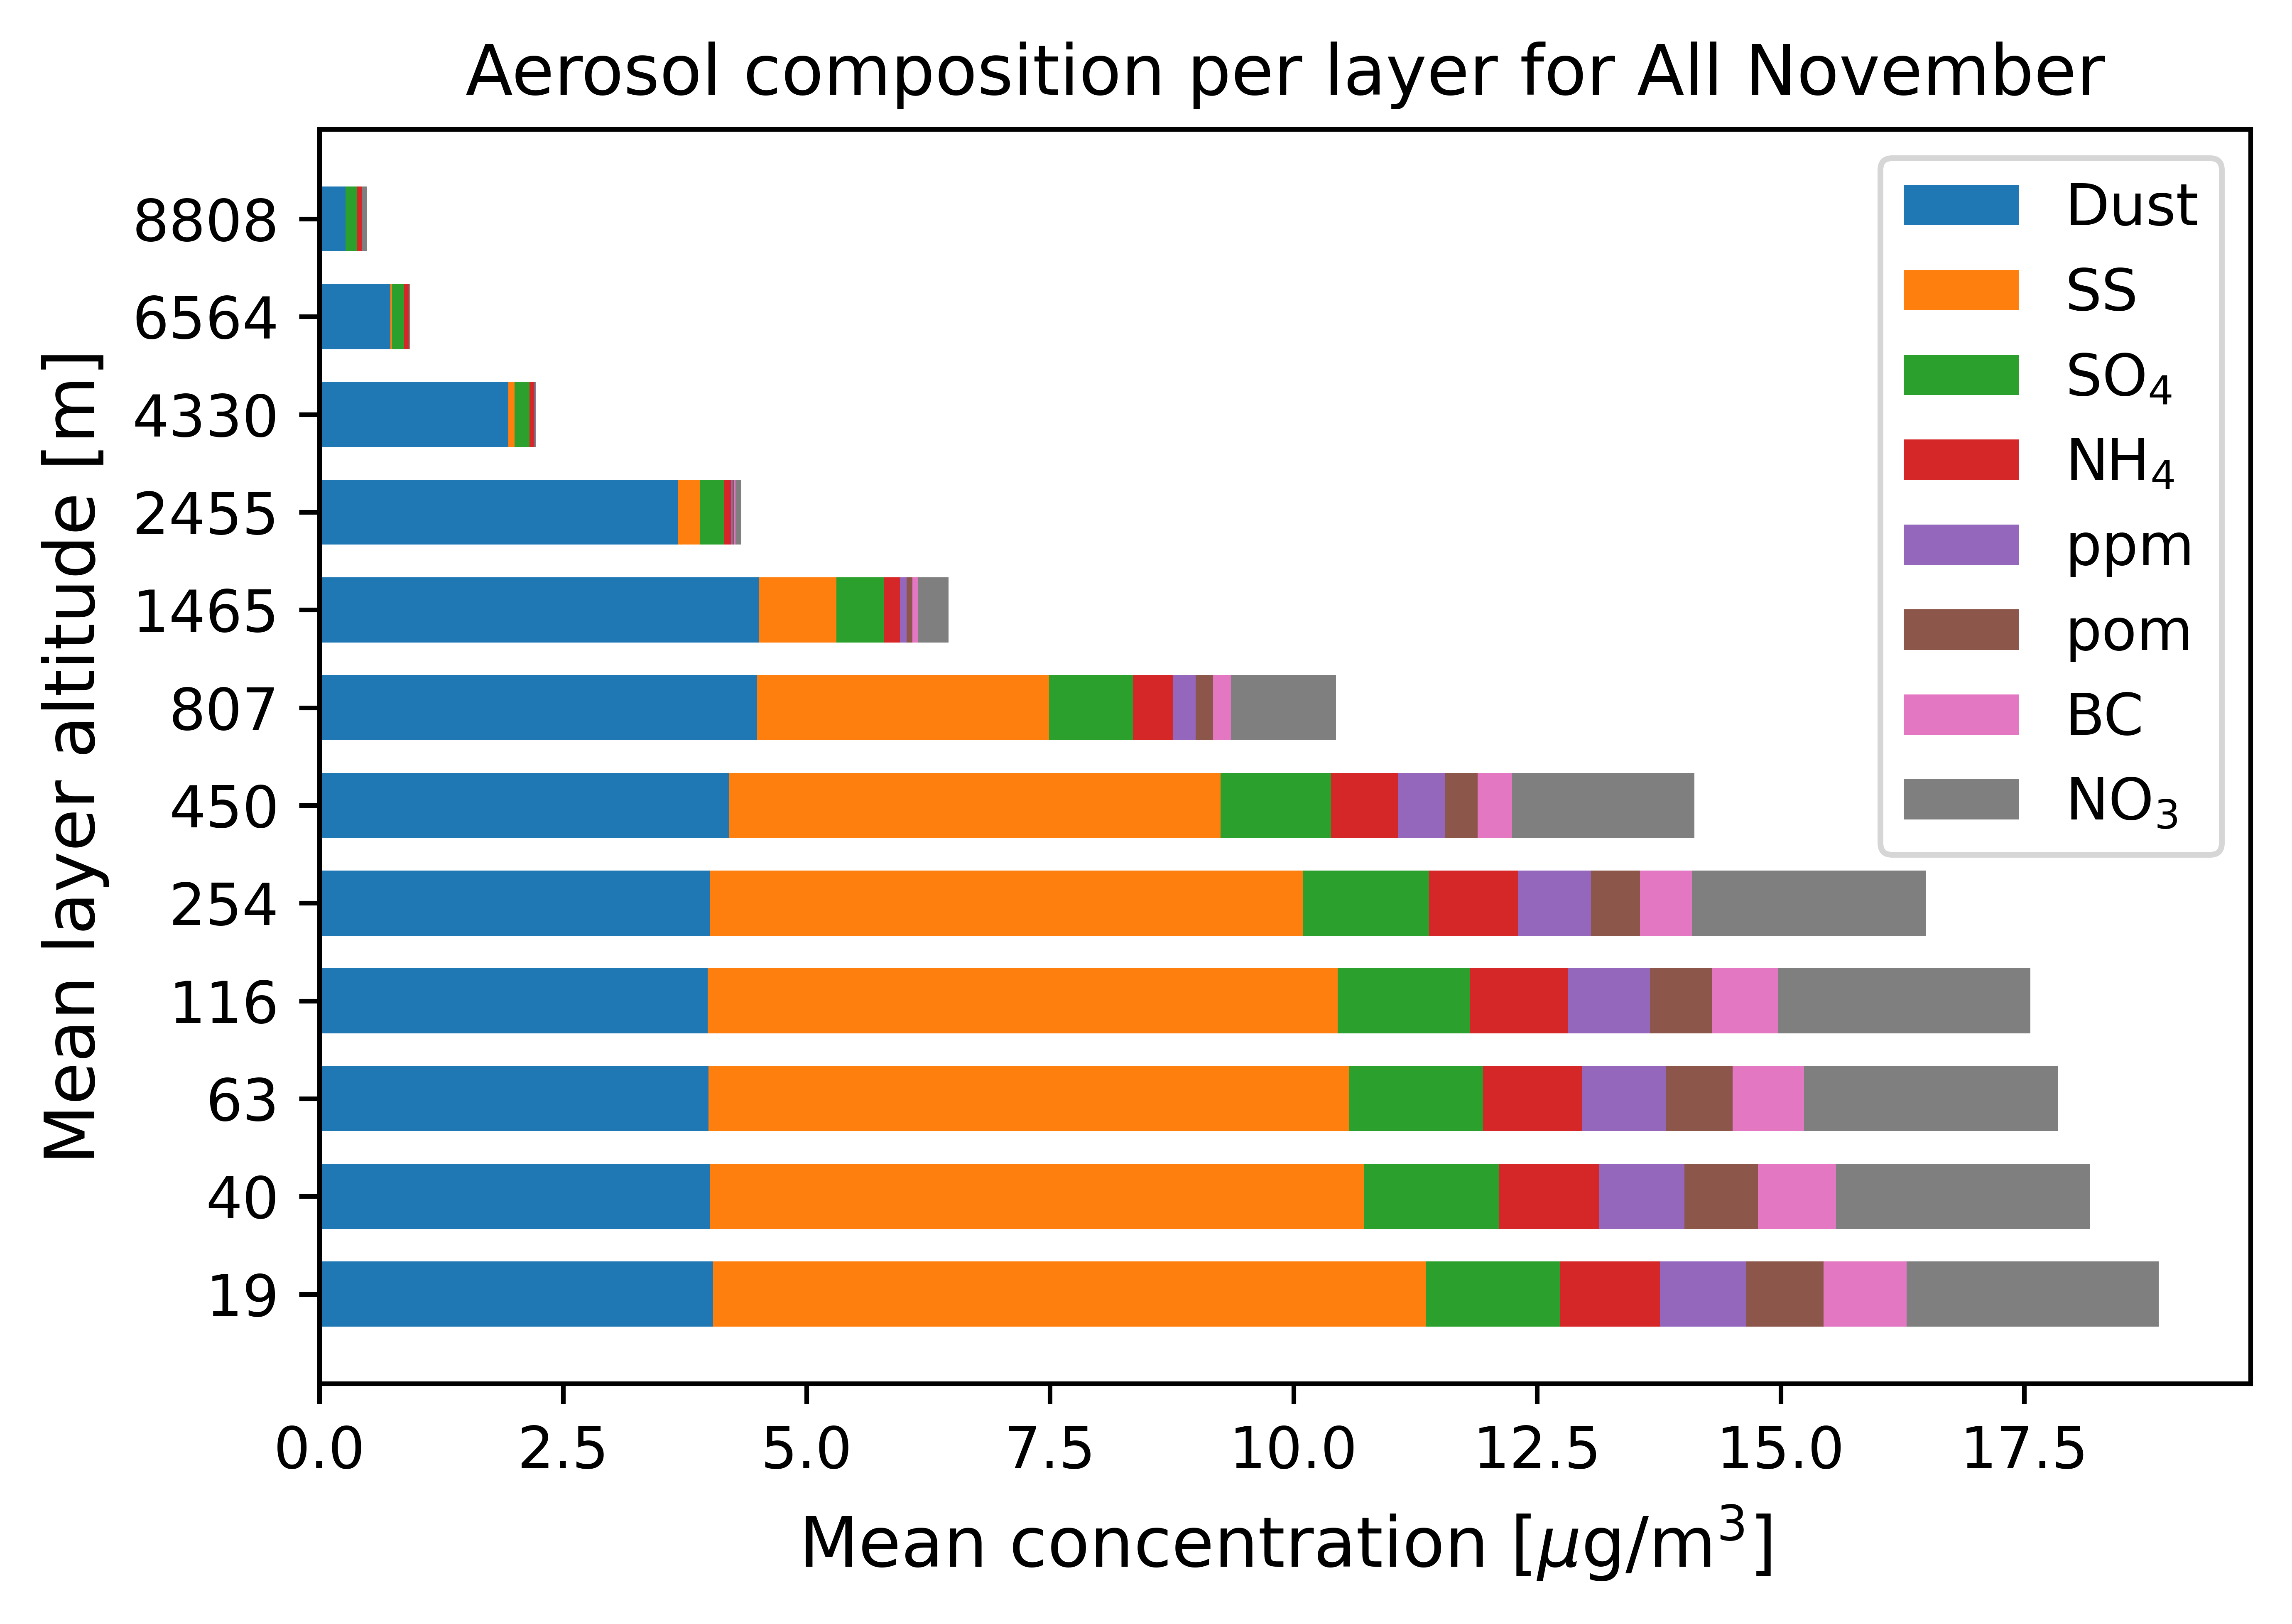 Aerosol composition per layer for All November
Mean layer altitude [m]
8808
6564
4330
2455
1465
807
450
254
116
63
40
19
Dust
SS
SO₄
NH₄
ppm
pom
BC
NO₃
0.0 2.5 5.0 7.5 10.0 12.5 15.0 17.5
Mean concentration [μg/m³]